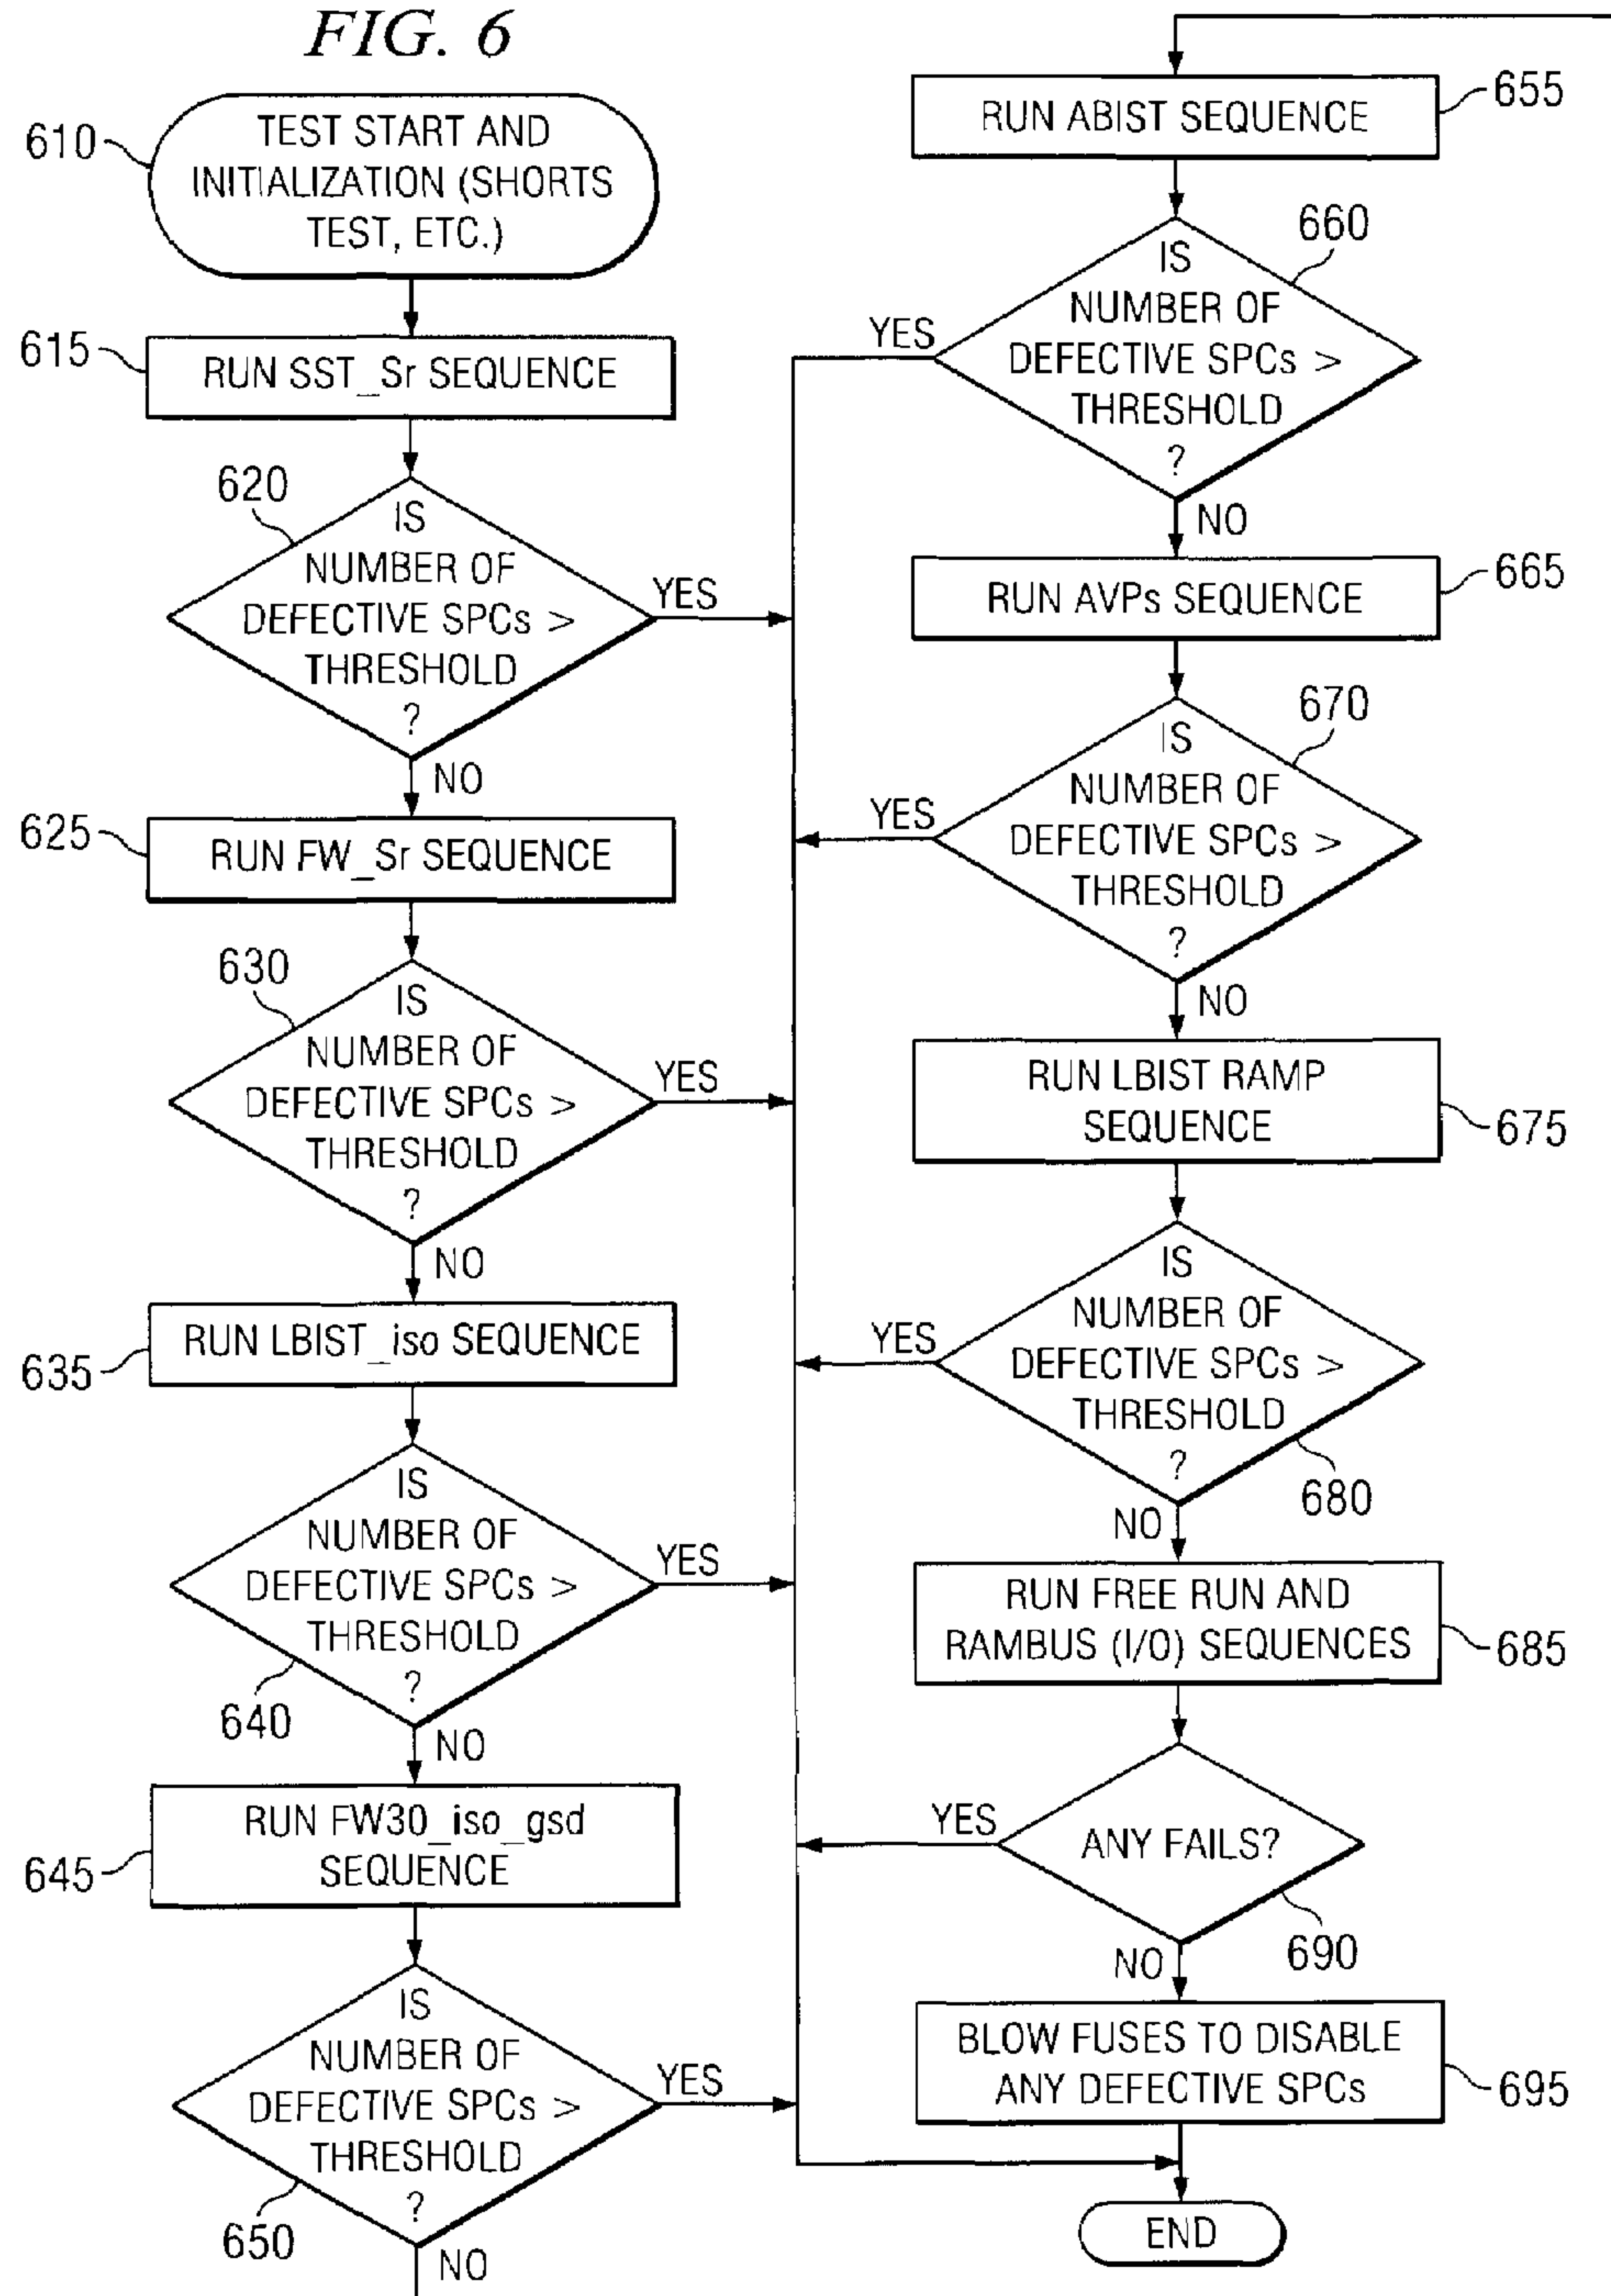 FIG. 6
610
TEST START AND
INITIALIZATION (SHORTS
TEST, ETC.)
615
RUN SST_Sr SEQUENCE
620
IS
NUMBER OF
DEFECTIVE SPCs >
THRESHOLD
?
YES
NO
625
RUN FW_Sr SEQUENCE
630
IS
NUMBER OF
DEFECTIVE SPCs >
THRESHOLD
?
YES
NO
635
RUN LBIST_iso SEQUENCE
IS
NUMBER OF
DEFECTIVE SPCs >
THRESHOLD
?
640
YES
NO
645
RUN FW30_iso_gsd
SEQUENCE
IS
NUMBER OF
DEFECTIVE SPCs >
THRESHOLD
?
650
YES
NO
RUN ABIST SEQUENCE
655
660
IS
NUMBER OF
DEFECTIVE SPCs >
THRESHOLD
?
YES
NO
RUN AVPs SEQUENCE
665
670
IS
NUMBER OF
DEFECTIVE SPCs >
THRESHOLD
?
YES
NO
RUN LBIST RAMP
SEQUENCE
675
IS
NUMBER OF
DEFECTIVE SPCs >
THRESHOLD
?
680
YES
NO
RUN FREE RUN AND
RAMBUS (I/O) SEQUENCES
685
YES
ANY FAILS?
690
NO
BLOW FUSES TO DISABLE
ANY DEFECTIVE SPCs
695
END